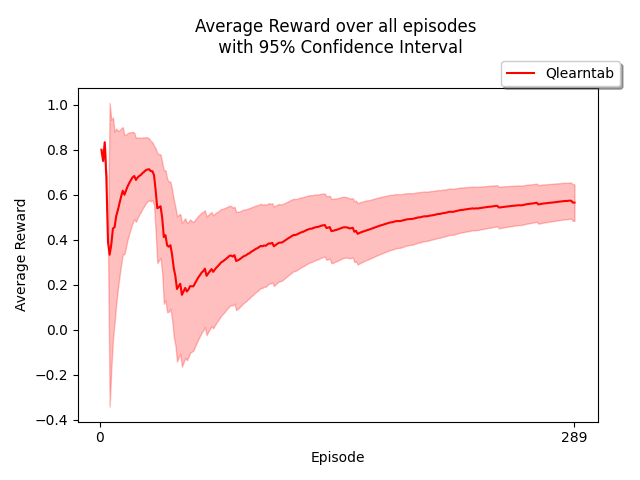 Average Reward over all episodes
with 95% Confidence Interval
Qlearntab
1.0
0.8
0.6
0.4
0.2
0.0
−0.2
−0.4
Average Reward
0
289
Episode